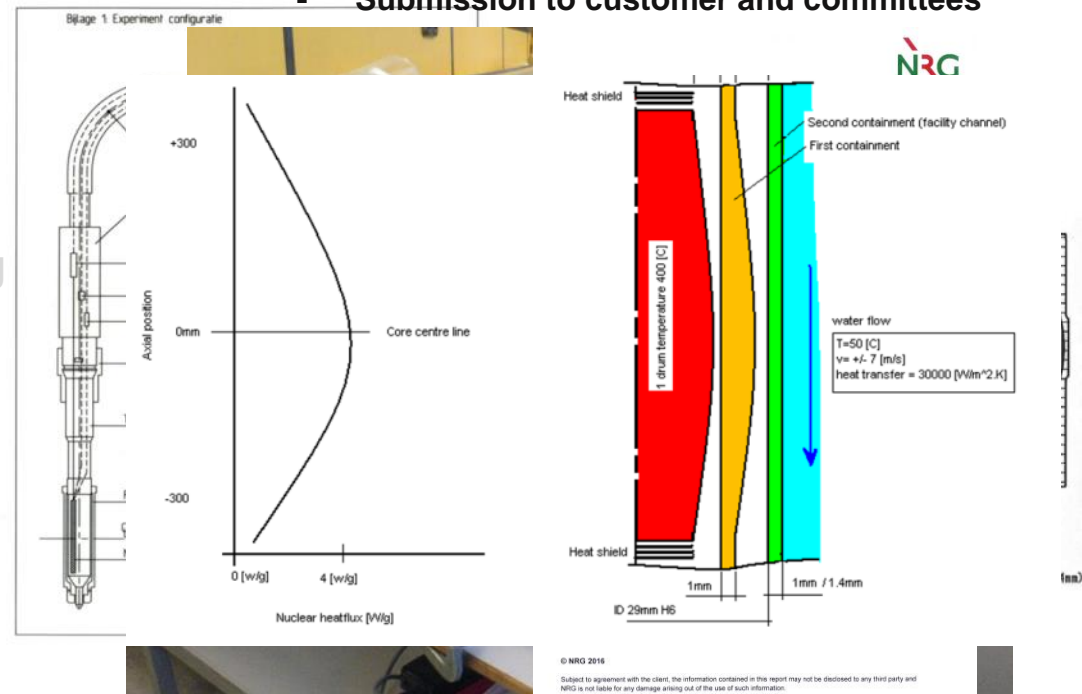 - Submission to customer and committees
Bijlage 1: Experiment configuratie
NRG
Heat shield
Second containment (facility channel)
First containment
+300
Axial position
0mm
Core centre line
1 drum temperature 400 [C]
water flow
T=50 [C]
v= +/- 7 [m/s]
heat transfer = 30000 [W/m^2.K]
-300
Heat shield
0 [w/g]
4 [w/g]
1mm
1mm / 1.4mm
ID 29mm H6
Nuclear heatflux [W/g]
© NRG 2016
Subject to agreement with the client, the information contained in this report may not be disclosed to any third party and
NRG is not liable for any damage arising out of the use of such information.